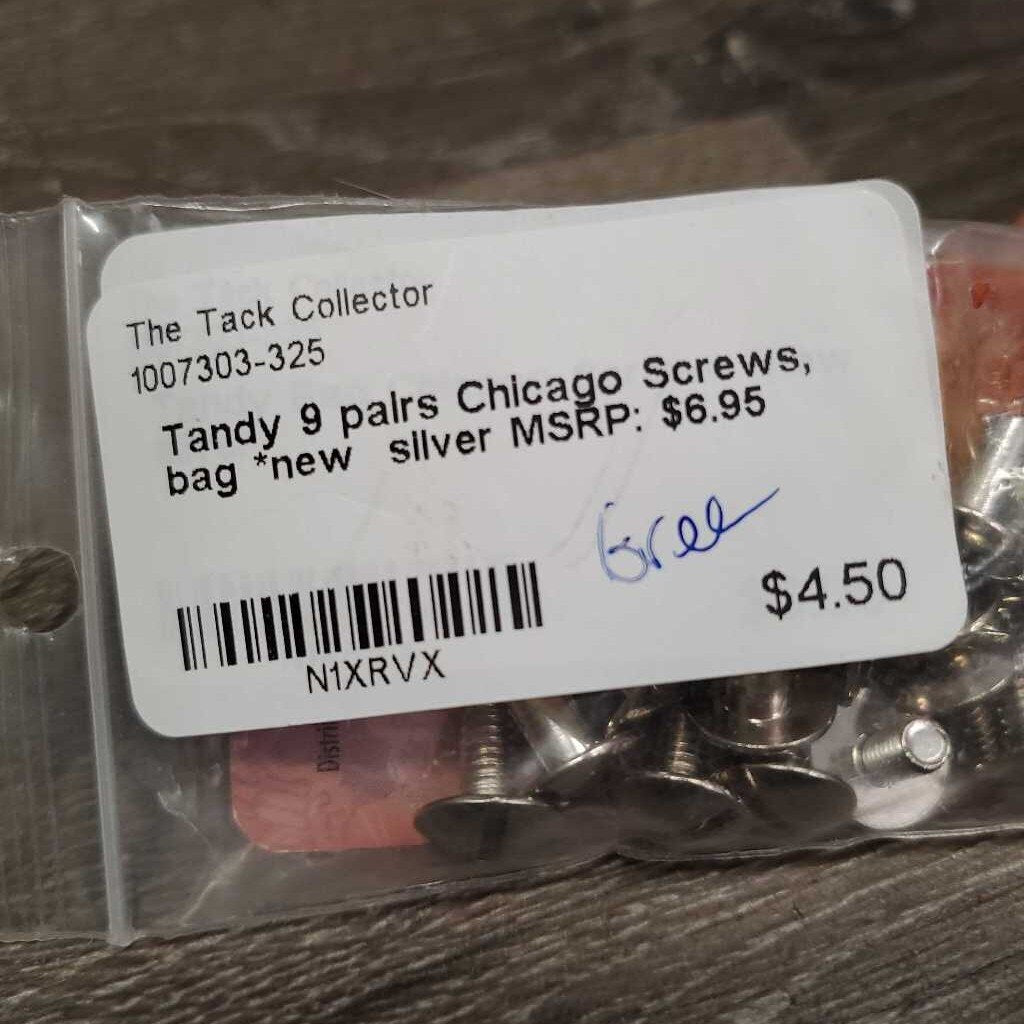 The Tack Collector
1007303-325
Tandy 9 pairs Chicago Screws,
bag *new silver MSRP: $6.95
$4.50
N1XRVX
Distri